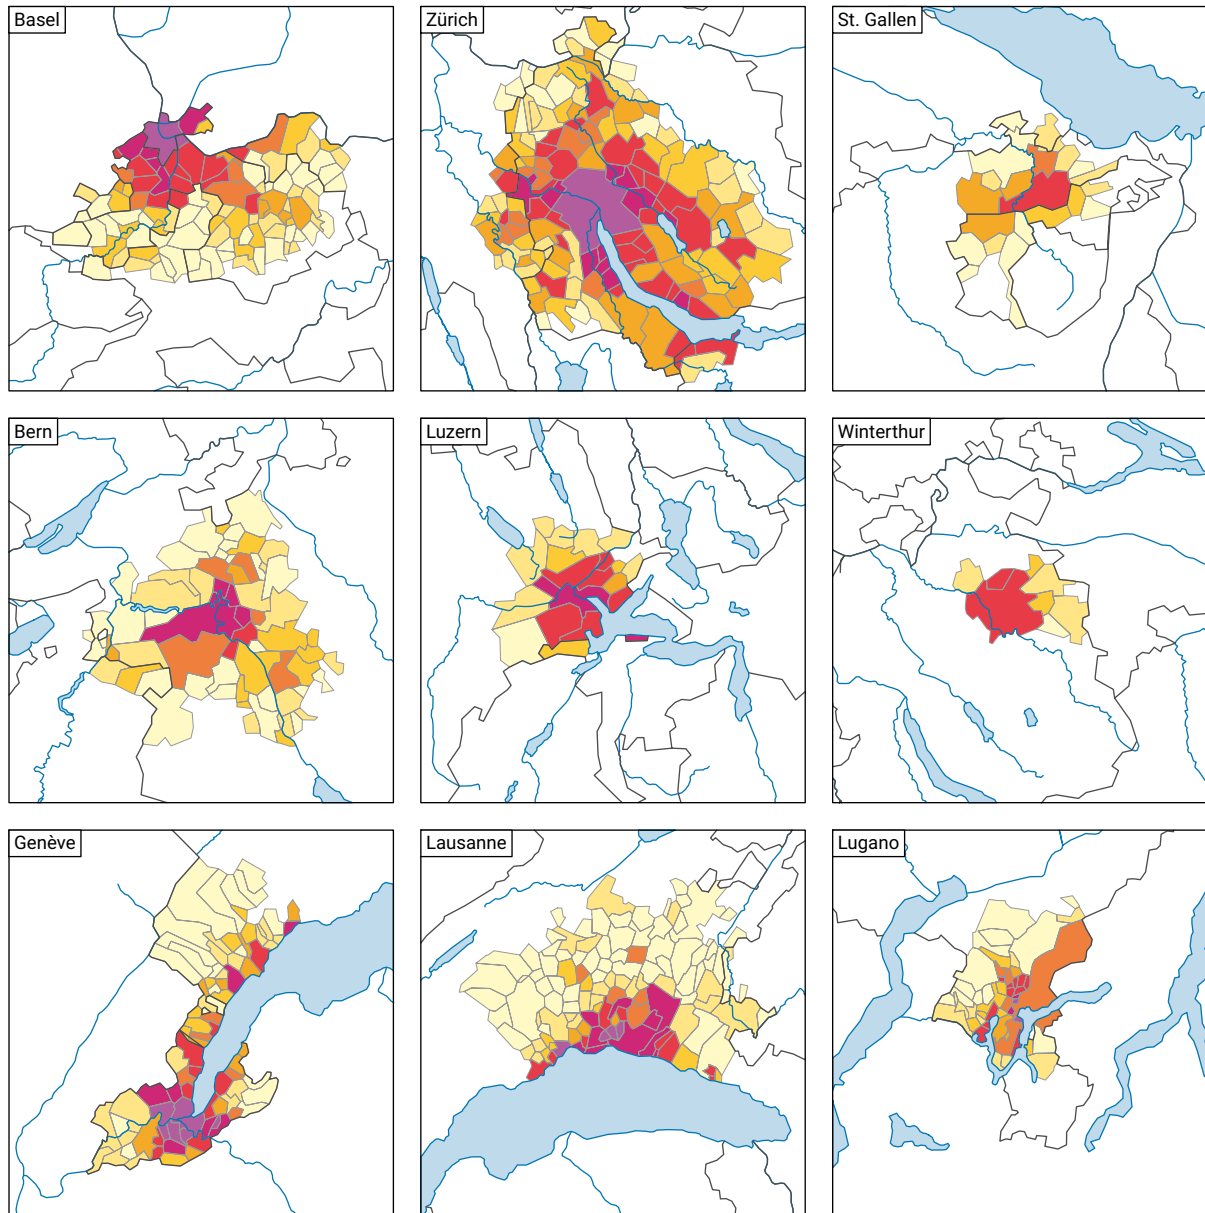 Basel
Zürich
St. Gallen
Bern
Luzern
Winterthur
Genève
Lausanne
Lugano